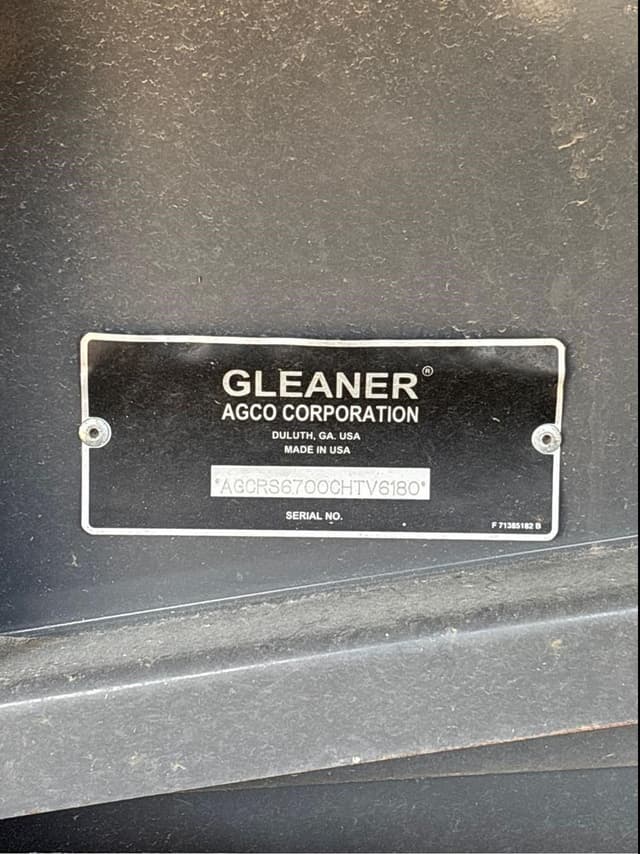 GLEANER®
AGCO CORPORATION
DULUTH, GA. USA
MADE IN USA
*AGCRS6700CHTV6180*
SERIAL NO.
F 71385182 B